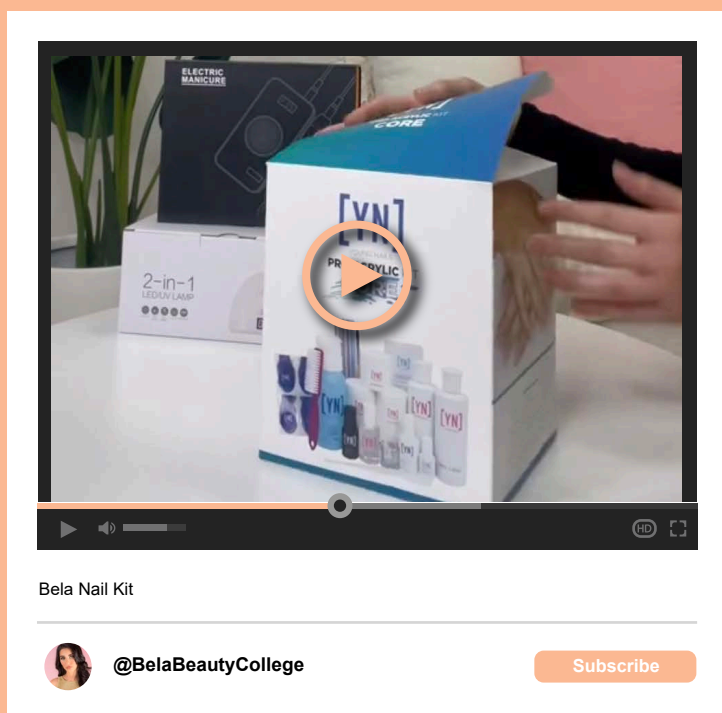 ELECTRIC
MANICURE
CORE
[YN]
2-in-1
LED/UV LAMP
[YN]
[YN]
[YN]
[YN]
HD
Bela Nail Kit
@BelaBeautyCollege
Subscribe